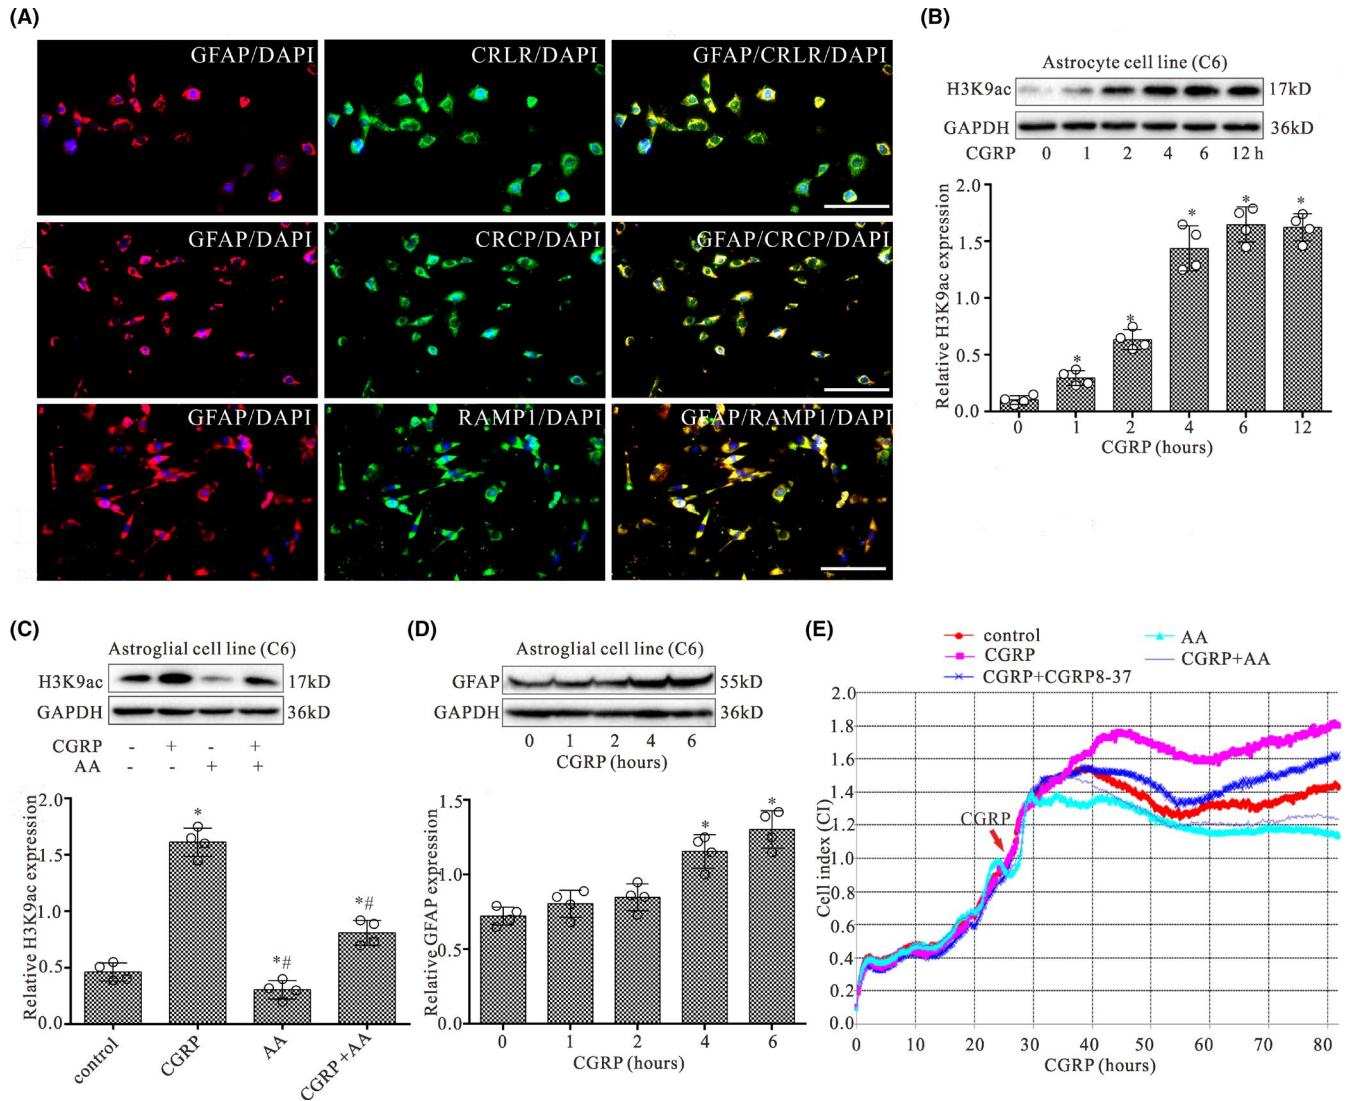 (A)
GFAP/DAPI
CRLR/DAPI
GFAP/CRLR/DAPI
GFAP/DAPI
CRCP/DAPI
GFAP/CRCP/DAPI
GFAP/DAPI
RAMP1/DAPI
GFAP/RAMP1/DAPI
(B)
Astrocyte cell line (C6)
H3K9ac 17kD
GAPDH 36kD
CGRP 0 1 2 4 6 12 h
Relative H3K9ac expression
2.0
1.5
1.0
0.5
0.0
* * * * *
0 1 2 4 6 12
CGRP (hours)
(C)
Astroglial cell line (C6)
H3K9ac 17kD
GAPDH 36kD
CGRP - + - +
AA - - + +
Relative H3K9ac expression
2.0
1.5
1.0
0.5
0.0
* *# *#
control CGRP AA CGRP+AA
(D)
Astroglial cell line (C6)
GFAP 55kD
GAPDH 36kD
0 1 2 4 6
CGRP (hours)
Relative GFAP expression
1.5
1.0
0.5
0.0
* *
0 1 2 4 6
CGRP (hours)
(E)
control
CGRP
CGRP+CGRP8-37
AA
CGRP+AA
Cell index (CI)
2.0
1.8
1.6
1.4
1.2
1.0
0.8
0.6
0.4
0.2
0.0
CGRP
0 10 20 30 40 50 60 70 80
CGRP (hours)